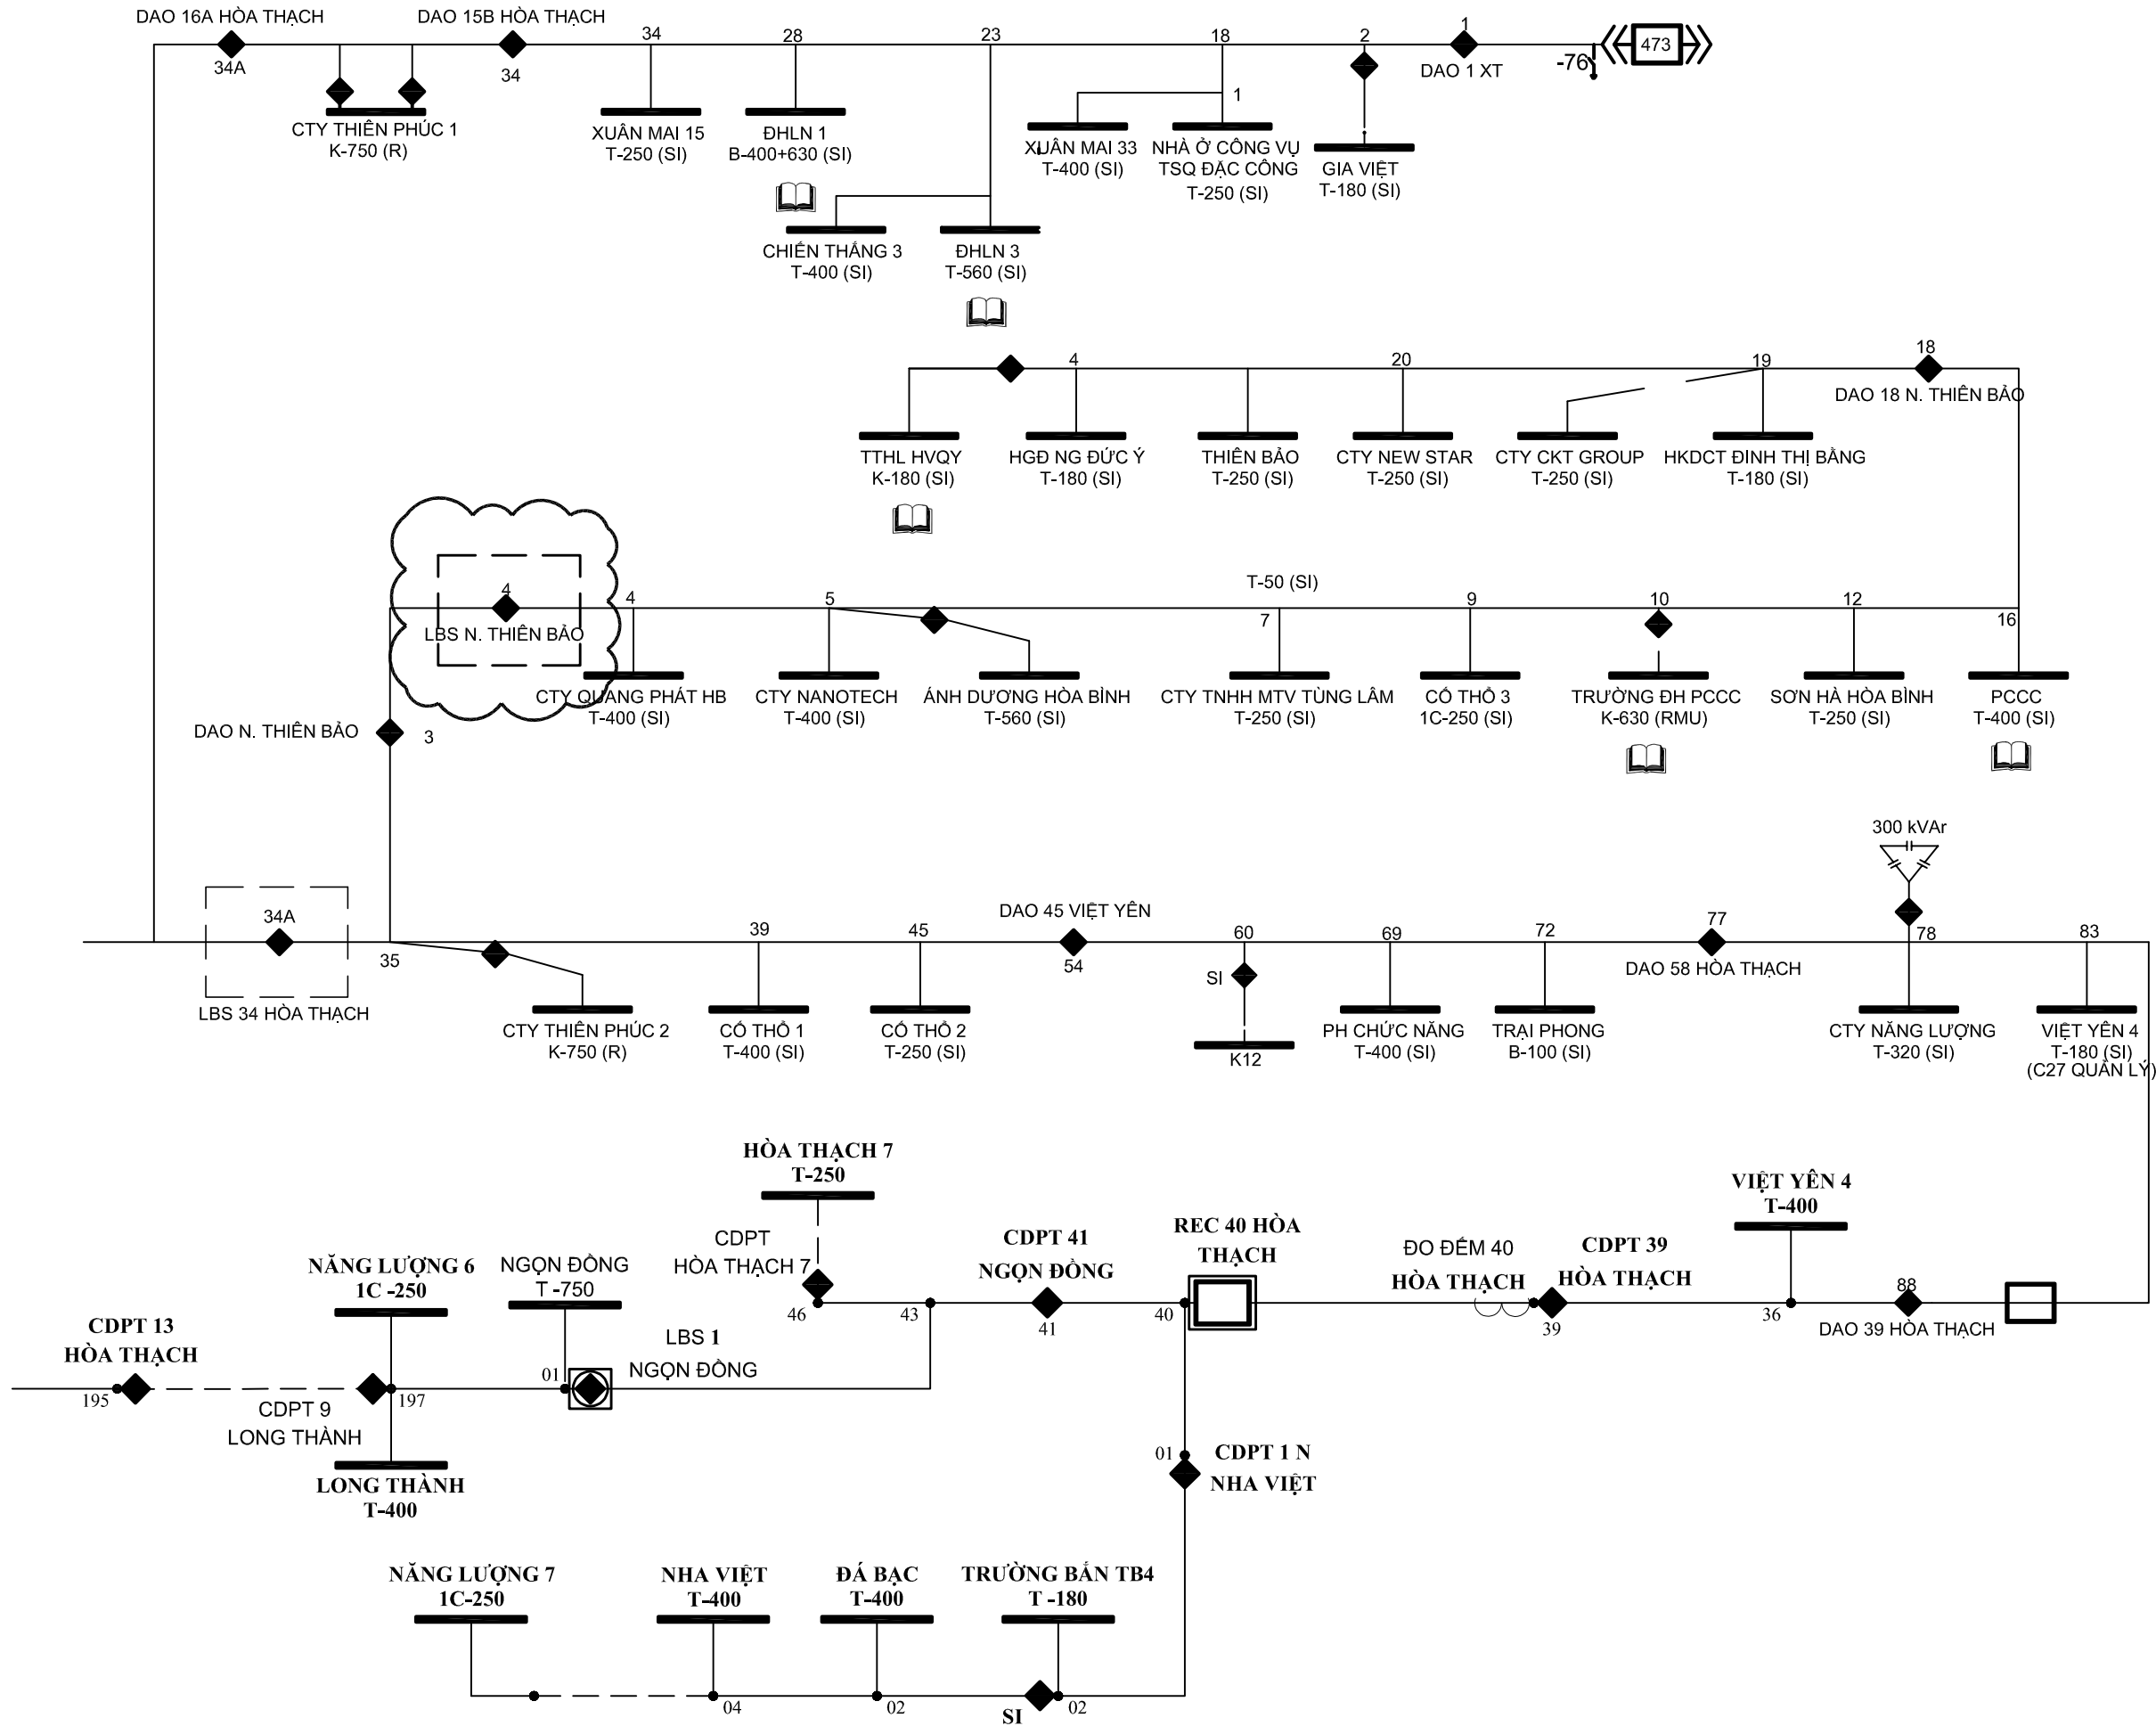 DAO 16A HÒA THẠCH
34A
DAO 15B HÒA THẠCH
34
34
28
23
18
2
1
DAO 1 XT
-76
473
1
CTY THIÊN PHÚC 1
K-750 (R)
XUÂN MAI 15
T-250 (SI)
ĐHLN 1
B-400+630 (SI)
XUÂN MAI 33
T-400 (SI)
NHÀ Ở CÔNG VỤ
TSQ ĐẶC CÔNG
T-250 (SI)
GIA VIỆT
T-180 (SI)
CHIẾN THẮNG 3
T-400 (SI)
ĐHLN 3
T-560 (SI)
4
20
19
18
DAO 18 N. THIÊN BẢO
TTHL HVQY
K-180 (SI)
HGĐ NG ĐỨC Ý
T-180 (SI)
THIÊN BẢO
T-250 (SI)
CTY NEW STAR
T-250 (SI)
CTY CKT GROUP
T-250 (SI)
HKDCT ĐINH THỊ BẰNG
T-180 (SI)
4
LBS N. THIÊN BẢO
4
5
T-50 (SI)
7
9
10
12
16
CTY QUANG PHÁT HB
T-400 (SI)
CTY NANOTECH
T-400 (SI)
ÁNH DƯƠNG HÒA BÌNH
T-560 (SI)
CTY TNHH MTV TÙNG LÂM
T-250 (SI)
CỐ THỔ 3
1C-250 (SI)
TRƯỜNG ĐH PCCC
K-630 (RMU)
SƠN HÀ HÒA BÌNH
T-250 (SI)
PCCC
T-400 (SI)
DAO N. THIÊN BẢO
3
300 kVAr
34A
LBS 34 HÒA THẠCH
35
39
45
DAO 45 VIỆT YÊN
54
60
SI
69
72
77
DAO 58 HÒA THẠCH
78
83
CTY THIÊN PHÚC 2
K-750 (R)
CỐ THỔ 1
T-400 (SI)
CỐ THỔ 2
T-250 (SI)
K12
PH CHỨC NĂNG
T-400 (SI)
TRẠI PHONG
B-100 (SI)
CTY NĂNG LƯỢNG
T-320 (SI)
VIỆT YÊN 4
T-180 (SI)
(C27 QUẢN LÝ)
HÒA THẠCH 7
T-250
CDPT
HÒA THẠCH 7
46
43
CDPT 41
NGỌN ĐỒNG
41
REC 40 HÒA
THẠCH
40
ĐO ĐẾM 40
HÒA THẠCH
CDPT 39
HÒA THẠCH
39
VIỆT YÊN 4
T-400
36
88
DAO 39 HÒA THẠCH
NĂNG LƯỢNG 6
1C -250
NGỌN ĐỒNG
T -750
LBS 1
NGỌN ĐỒNG
01
CDPT 13
HÒA THẠCH
195
197
CDPT 9
LONG THÀNH
LONG THÀNH
T-400
01
CDPT 1 N
NHA VIỆT
NĂNG LƯỢNG 7
1C-250
NHA VIỆT
T-400
ĐÁ BẠC
T-400
TRƯỜNG BẮN TB4
T -180
04
02
SI
02